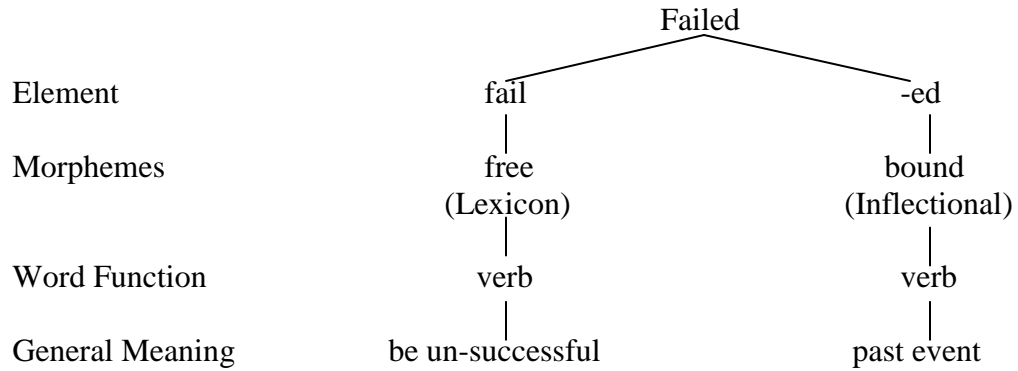 Failed
Element fail -ed
Morphemes free bound
(Lexicon) (Inflectional)
Word Function verb verb
General Meaning be un-successful past event